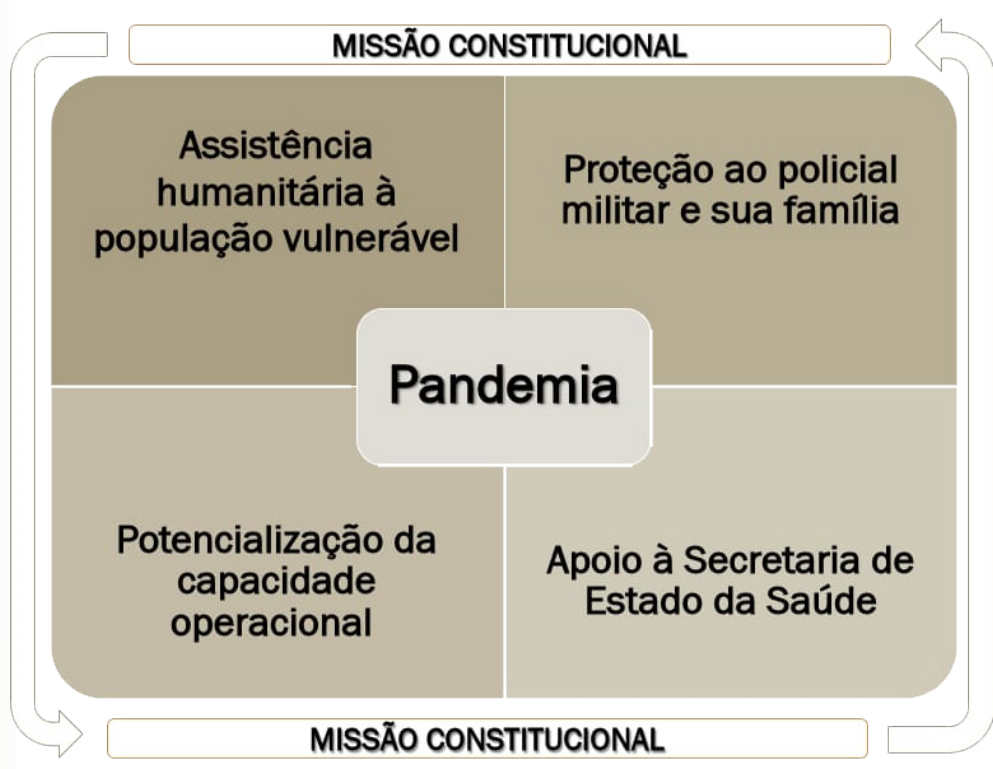 MISSÃO CONSTITUCIONAL
Assistência
humanitária à
população vulnerável
Proteção ao policial
militar e sua família
Pandemia
Potencialização da
capacidade
operacional
Apoio à Secretaria de
Estado da Saúde
MISSÃO CONSTITUCIONAL